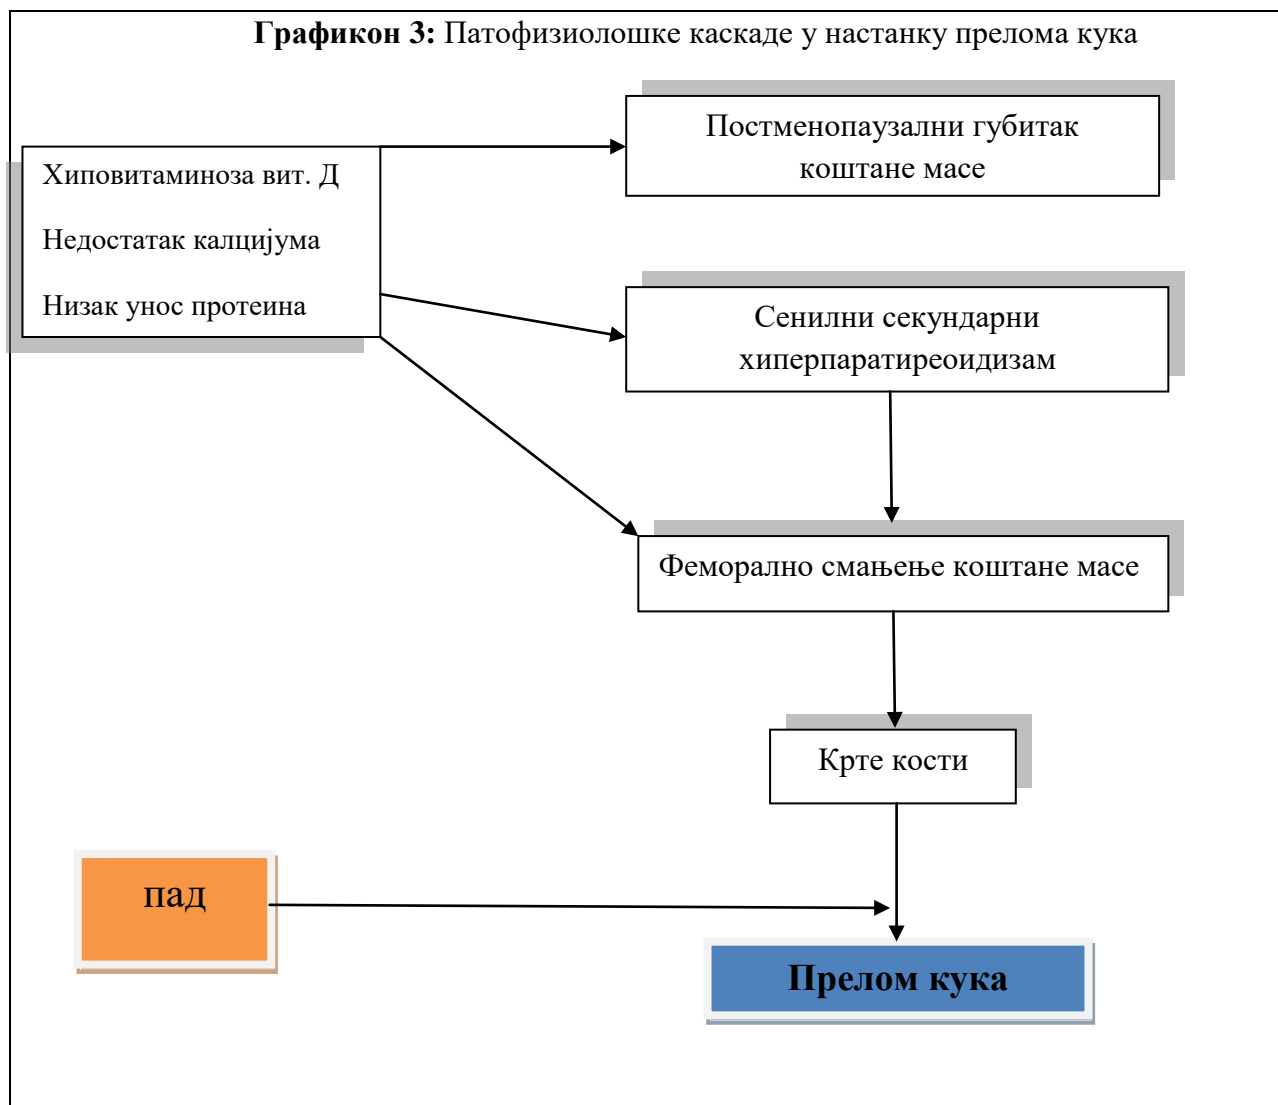 Графикон 3: Патофизиолошке каскаде у настанку прелома кука
Постменопаузални губитак
коштане масе
Хиповитаминоза вит. Д
Недостатак калцијума
Низак унос протеина
Сенилни секундарни
хиперпаратиреоидизам
Феморално смањење коштане масе
Крте кости
пад
Прелом кука